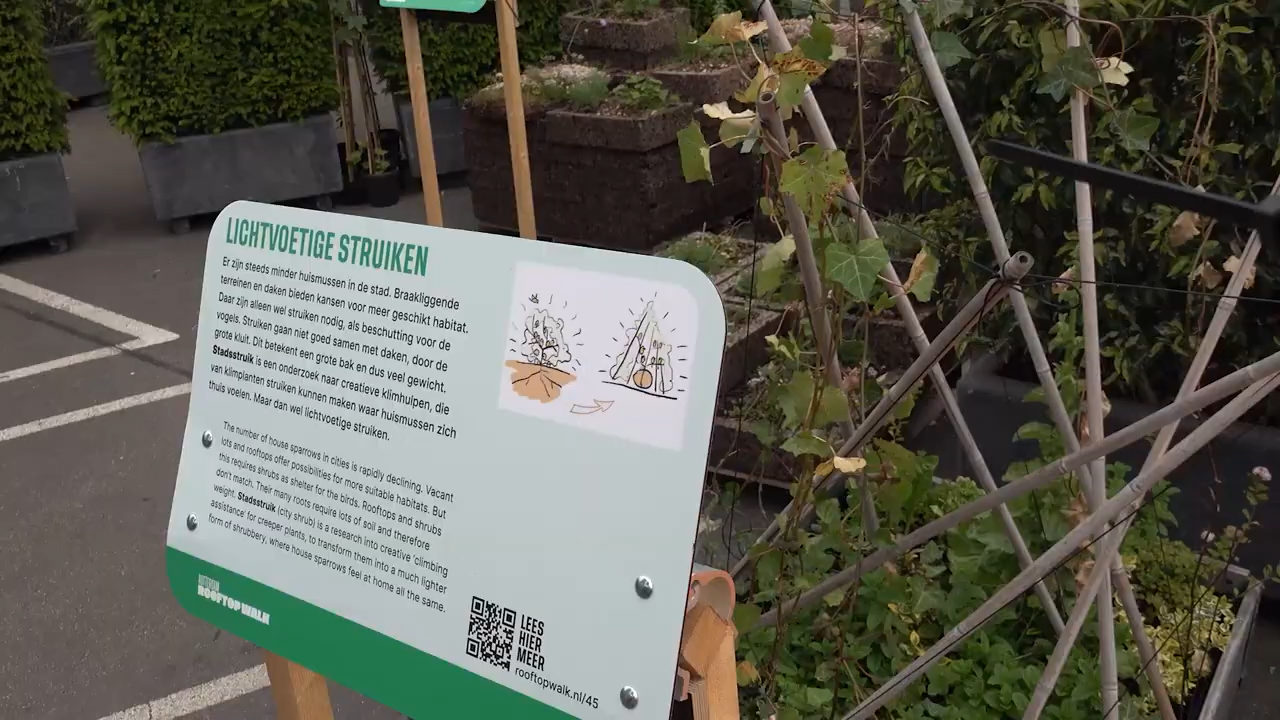 LICHTVOETIGE STRUIKEN
Er zijn steeds minder huismussen in de stad. Braakliggende
terreinen en daken bieden kansen voor meer geschikt habitat.
Daar zijn alleen wel struiken nodig, als beschutting voor de
vogels. Struiken gaan niet goed samen met daken, door de
grote kluit. Dit betekent een grote bak en dus veel gewicht.
Stadsstruik is een onderzoek naar creatieve klimhulpen, die
van klimplanten struiken kunnen maken waar huismussen zich
thuis voelen. Maar dan wel lichtvoetige struiken.
The number of house sparrows in cities is rapidly declining. Vacant
lots and rooftops offer possibilities for more suitable habitats. But
this requires shrubs as shelter for the birds. Rooftops and shrubs
don't match. Their many roots require lots of soil and therefore
weight. Stadsstruik (city shrub) is a research into creative 'climbing
assistance' for creeper plants, to transform them into a much lighter
form of shrubbery, where house sparrows feel at home all the same.
ROOFTOP WALK
LEES
HIER
MEER
rooftopwalk.nl/45